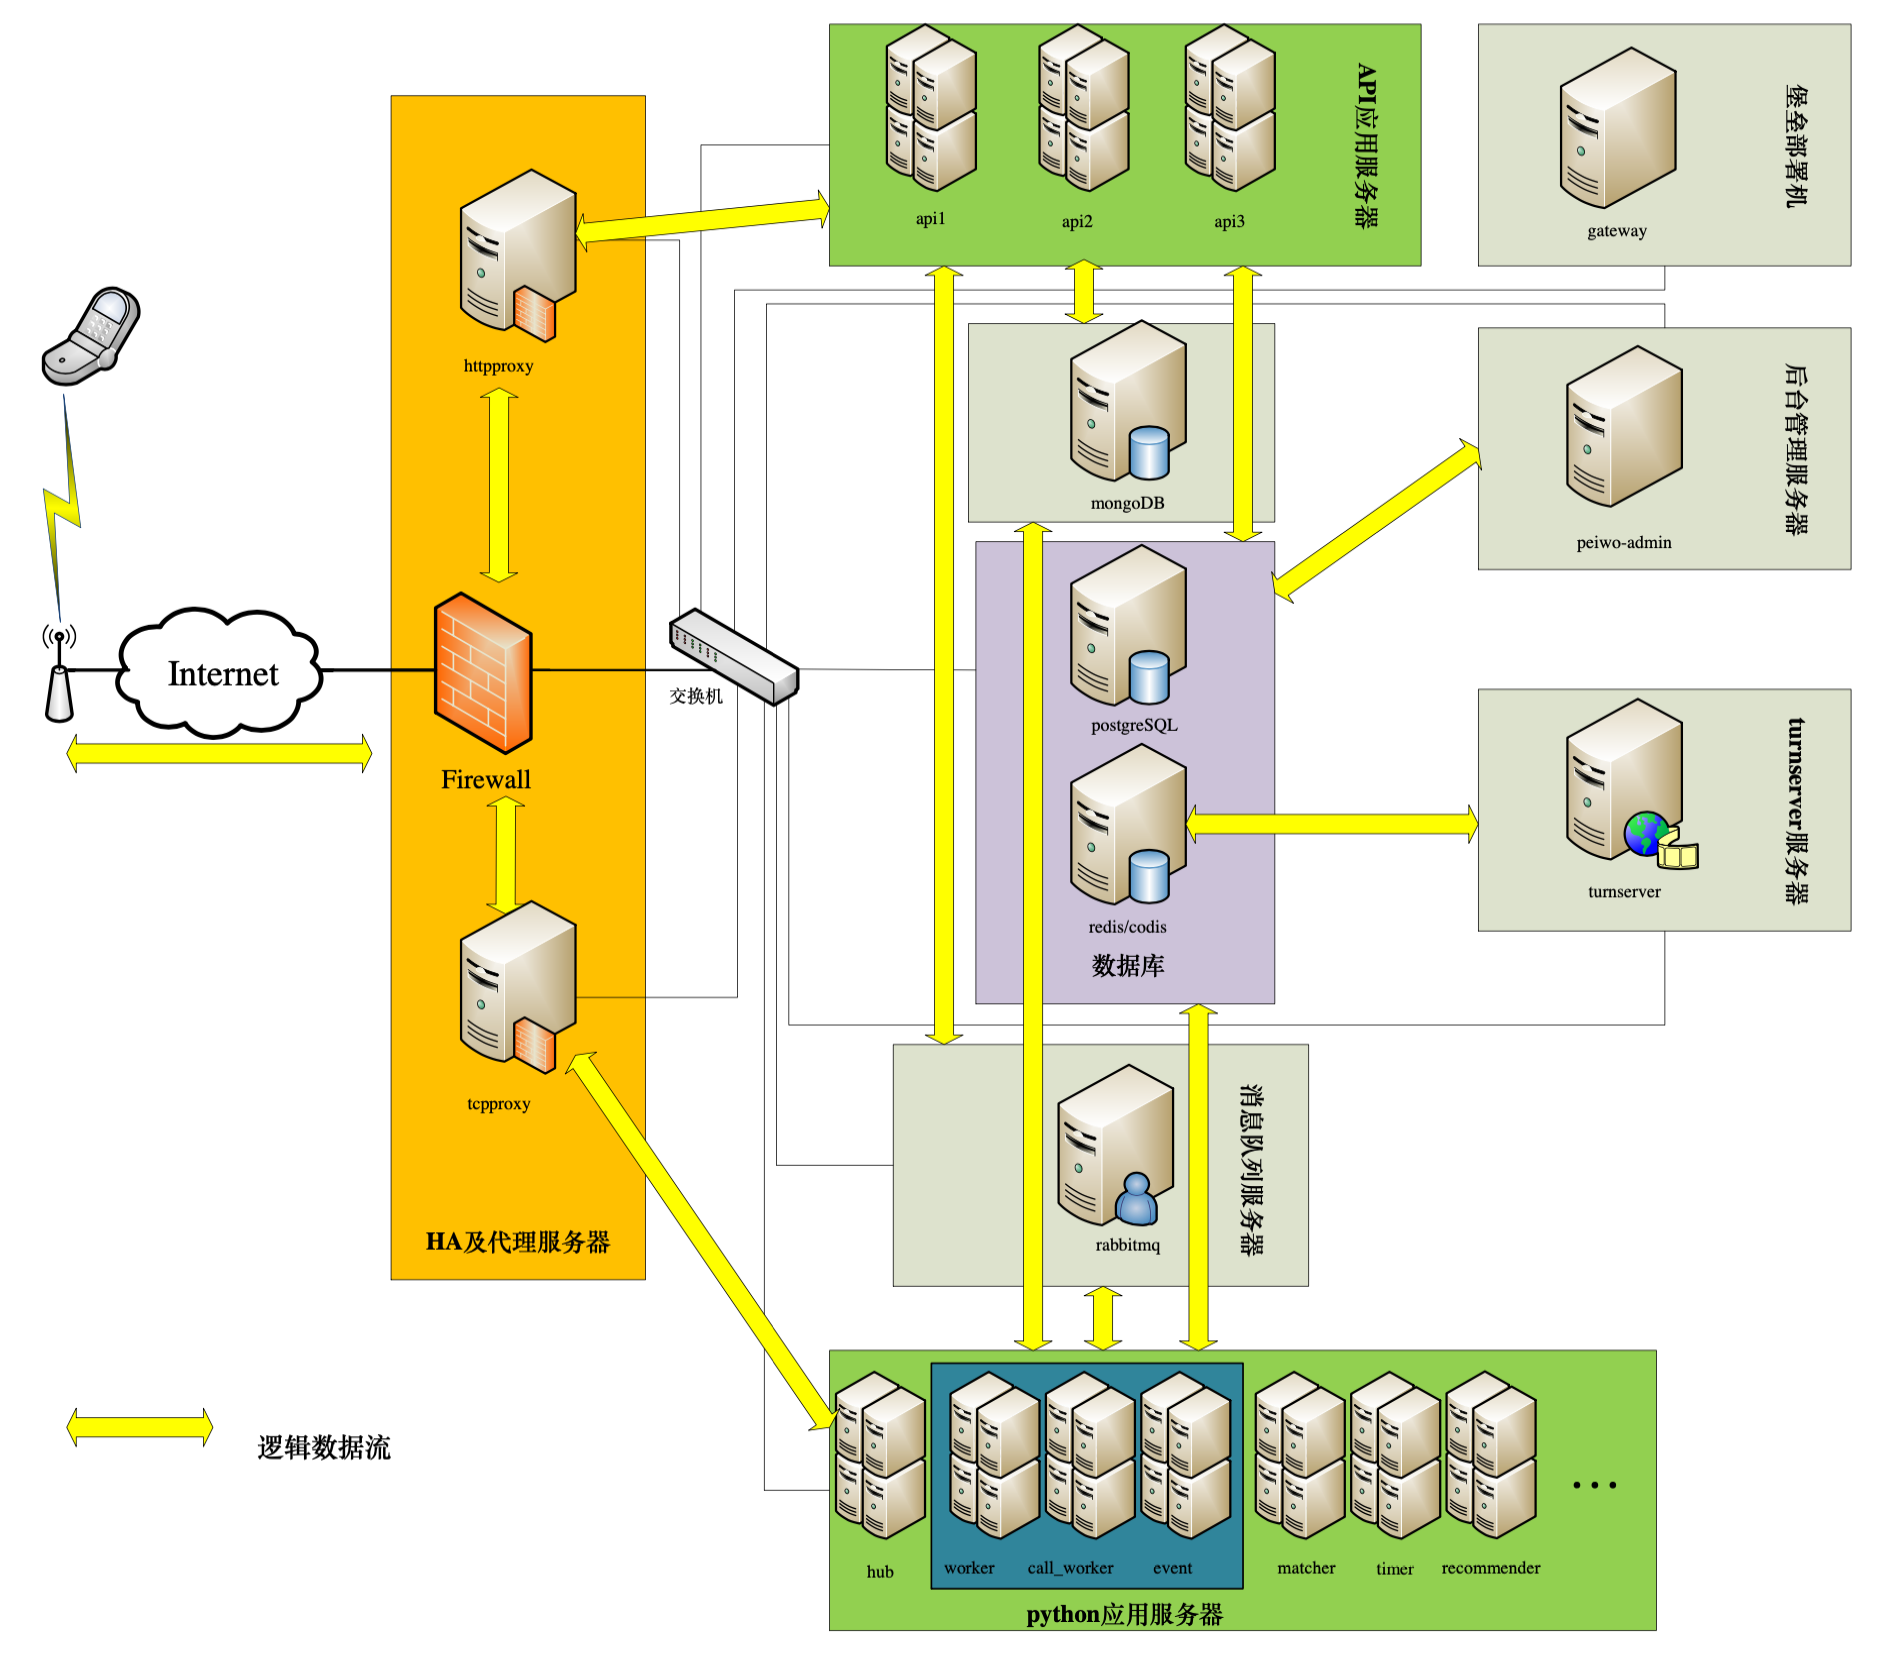 API应用服务器
api1
api2
api3
堡垒部署机
gateway
httpproxy
mongoDB
后台管理服务器
peiwo-admin
Internet
Firewall
交换机
postgreSQL
redis/codis
数据库
turnserver服务器
turnserver
tcpproxy
HA及代理服务器
消息队列服务器
rabbitmq
逻辑数据流
hub
worker
call_worker
event
matcher
timer
recommender
...
python应用服务器